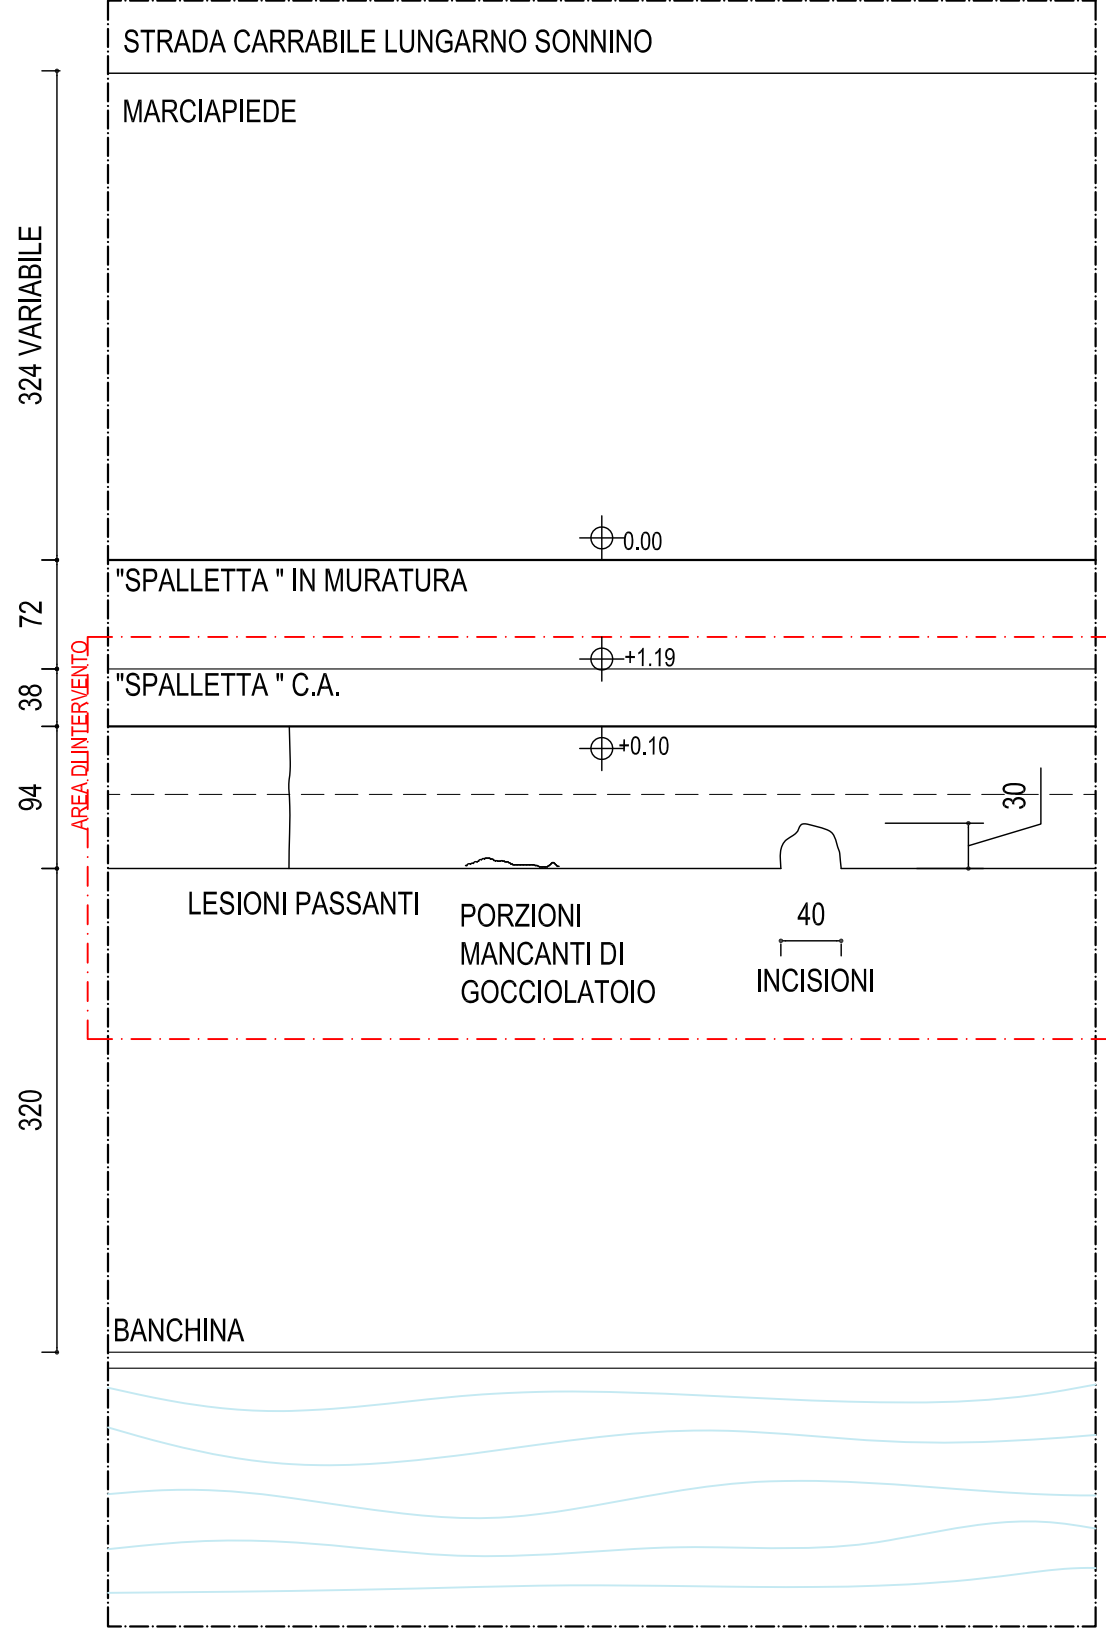 STRADA CARRABILE LUNGARNO SONNINO
MARCIAPIEDE
324 VARIABILE
0.00
"SPALLETTA " IN MURATURA
72
+1.19
"SPALLETTA " C.A.
38
AREA DI INTERVENTO
+0.10
94
30
LESIONI PASSANTI
PORZIONI
MANCANTI DI
GOCCIOLATOIO
40
INCISIONI
320
BANCHINA